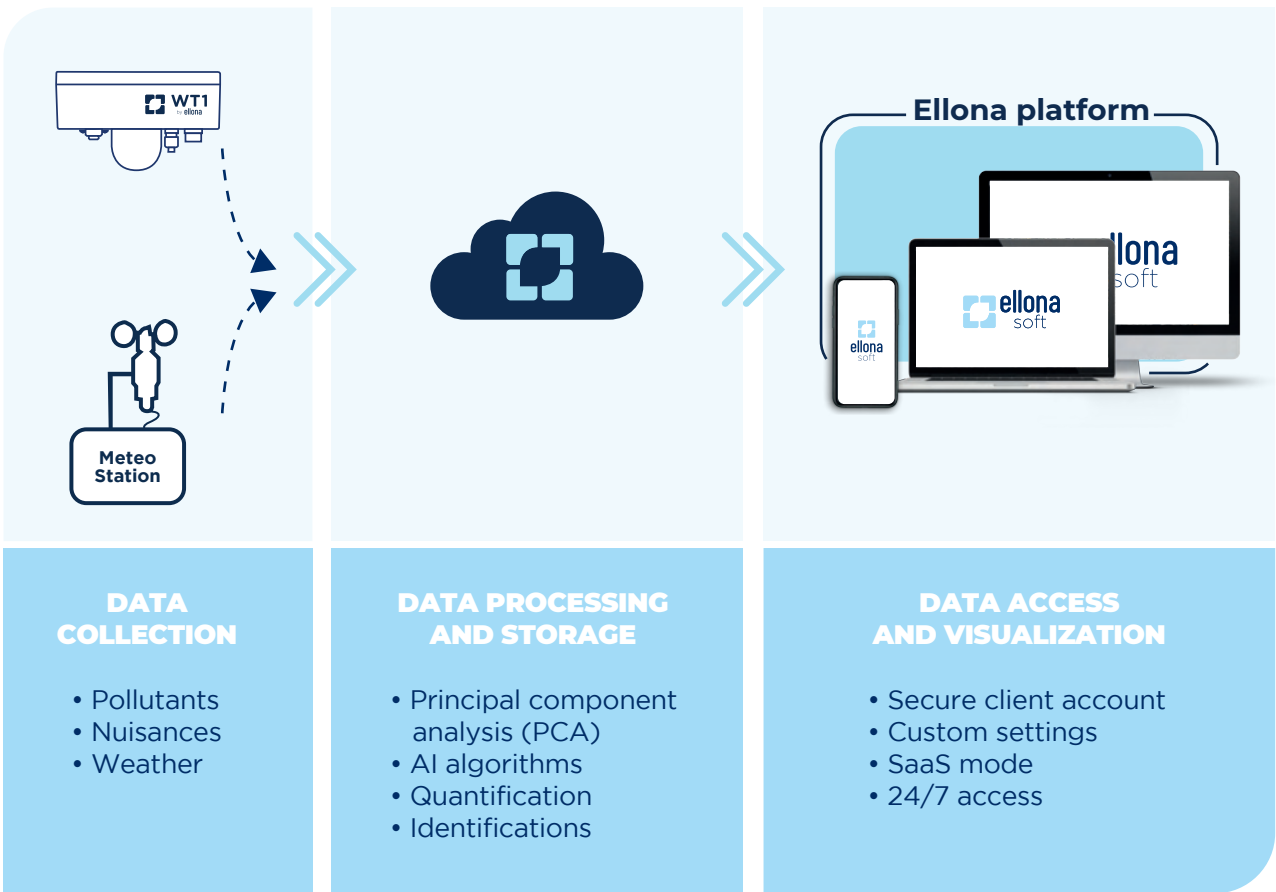 WT1
by ellona
Meteo
Station
Ellona platform
llona
soft
ellona
soft
ellona
soft
DATA
COLLECTION
• Pollutants
• Nuisances
• Weather
DATA PROCESSING
AND STORAGE
• Principal component
analysis (PCA)
• AI algorithms
• Quantification
• Identifications
DATA ACCESS
AND VISUALIZATION
• Secure client account
• Custom settings
• SaaS mode
• 24/7 access